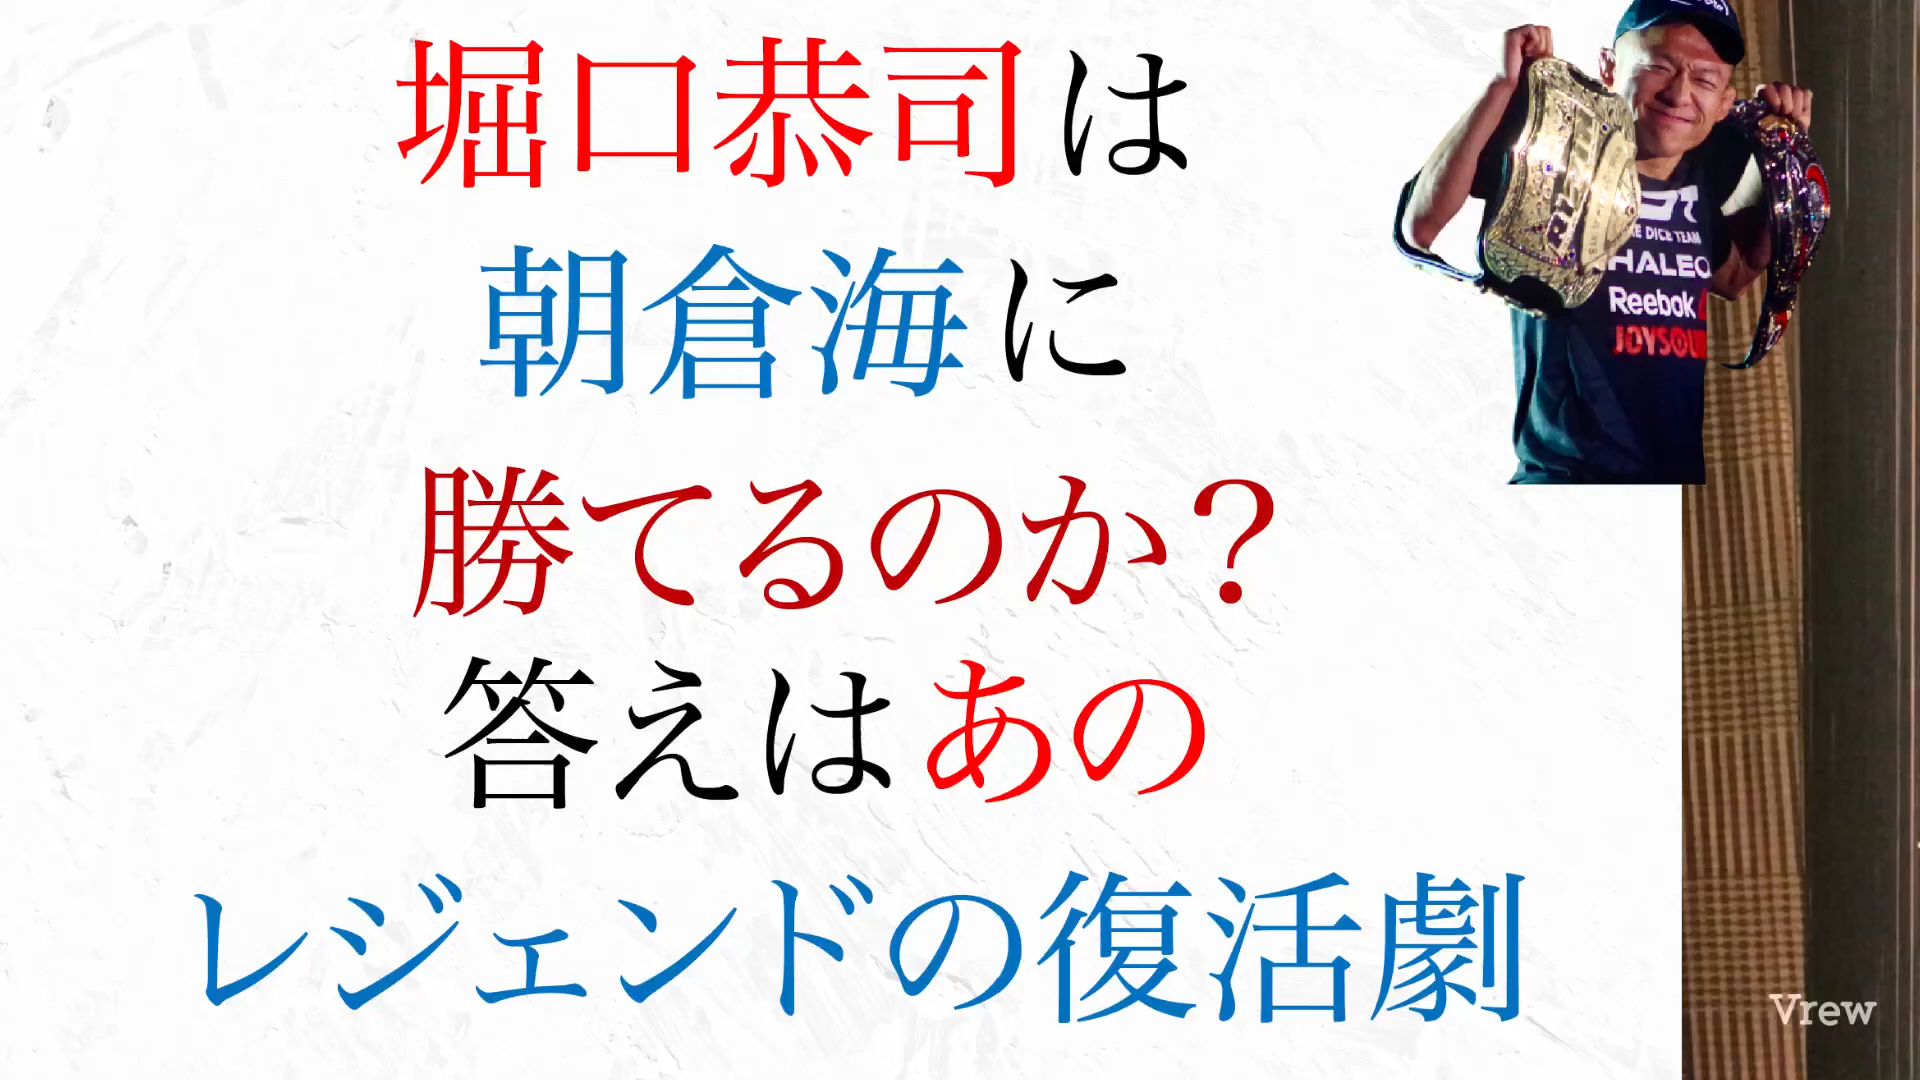 堀口恭司は
朝倉海に
勝てるのか？
答えはあの
レジェンドの復活劇
HALEO
Reebok
Vrew